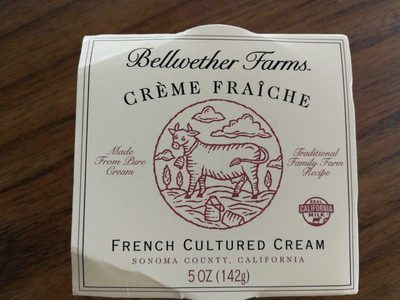 Bellwether Farms™
CRÈME FRAÎCHE
Made
From Pure
Cream
Traditional
Family Farm
Recipe
REAL
CALIFORNIA
MILK
FRENCH CULTURED CREAM
SONOMA COUNTY, CALIFORNIA
5 OZ (142g)